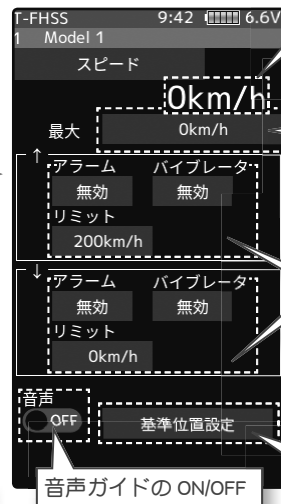 T-FHSS 9:42 6.6V
1 Model 1
スピード
0km/h
最大 0km/h
↑ アラーム バイブレータ
無効 無効
リミット
200km/h
↓ アラーム バイブレータ
無効 無効
リミット
0km/h
音声
OFF 基準位置設定
音声ガイドの ON/OFF